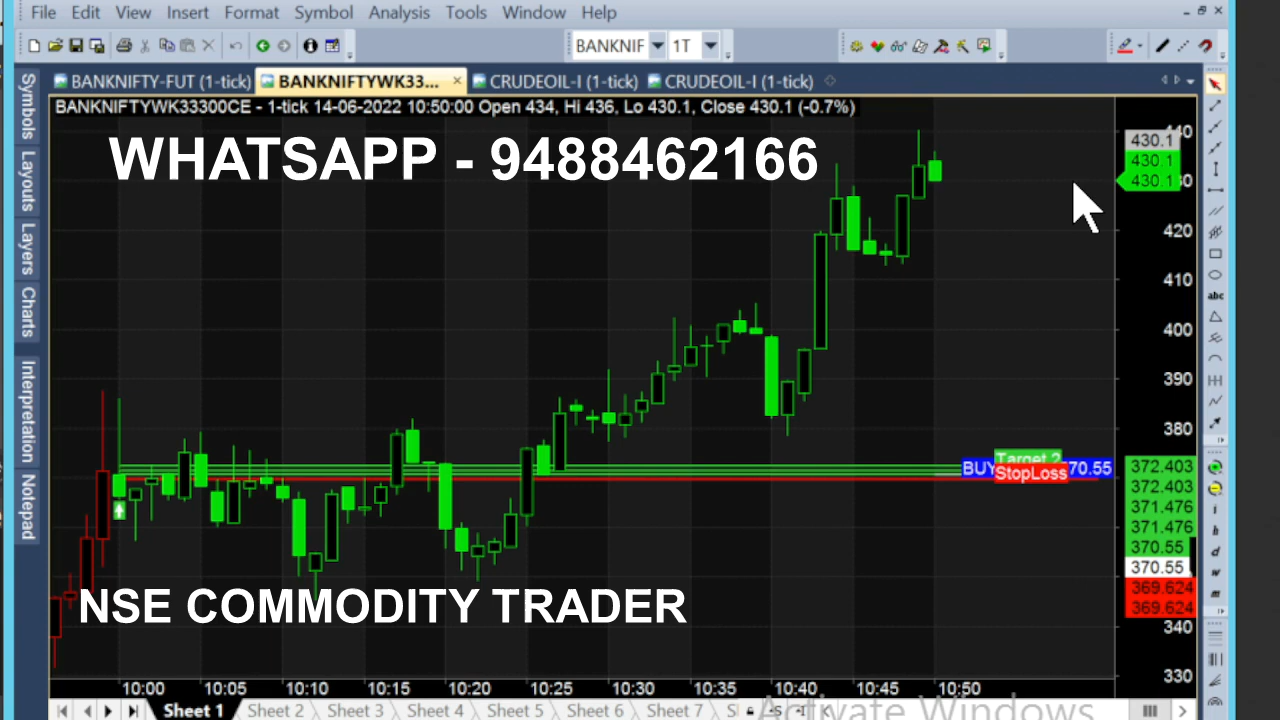 File Edit View Insert Format Symbol Analysis Tools Window Help
BANKNIF 1T
BANKNIFTY-FUT (1-tick) BANKNIFTYWK33... × CRUDEOIL-I (1-tick) CRUDEOIL-I (1-tick)
BANKNIFTYWK33300CE - 1-tick 14-06-2022 10:50:00 Open 434, Hi 436, Lo 430.1, Close 430.1 (-0.7%)
WHATSAPP - 9488462166
Symbols
Layouts
Layers
Charts
Interpretation
Notepad
430.1
430.1
430.1
420
410
400
390
380
Target 2
BUY
StopLoss
70.55
372.403
372.403
371.476
371.476
370.55
370.55
369.624
369.624
340
330
abc
NSE COMMODITY TRADER
10:00 10:05 10:10 10:15 10:20 10:25 10:30 10:35 10:40 10:45 10:50
Sheet 1 Sheet 2 Sheet 3 Sheet 4 Sheet 5 Sheet 6 Sheet 7
Activate Windows